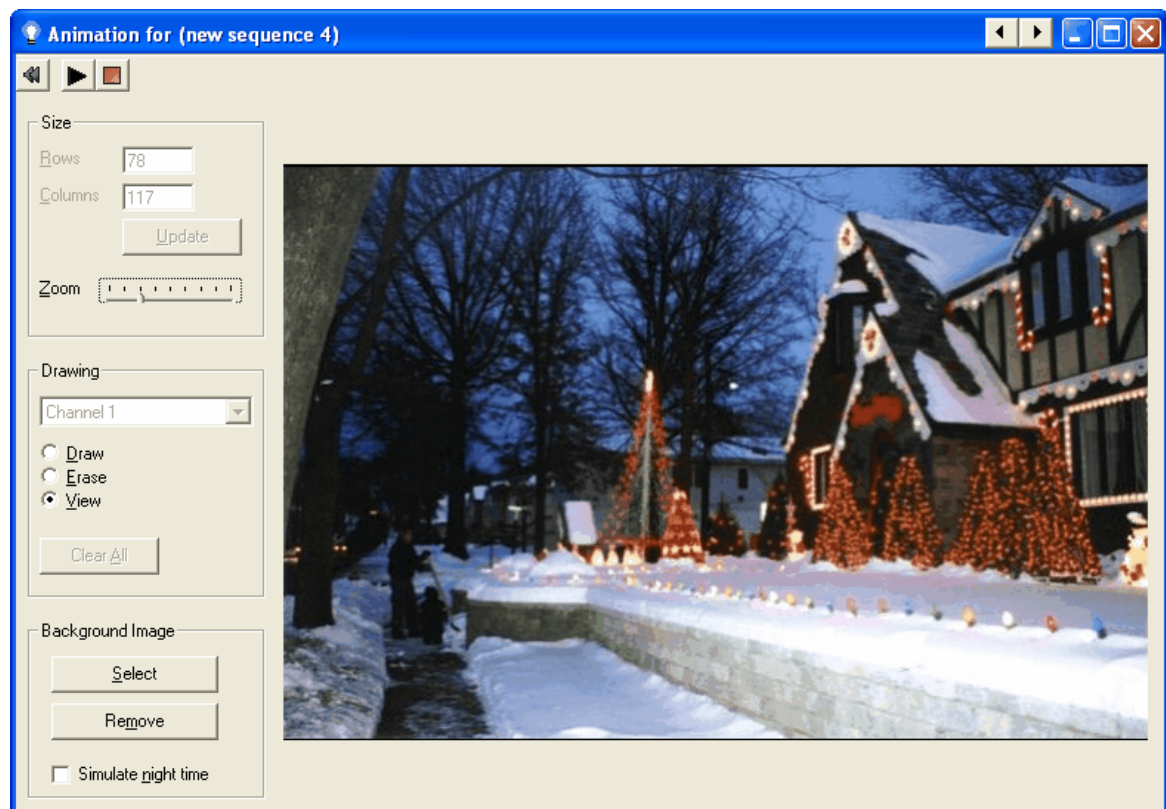 Animation for (new sequence 4)
Size
Rows 78
Columns 117
Update
Zoom
Drawing
Channel 1
Draw
Erase
View
Clear All
Background Image
Select
Remove
Simulate night time